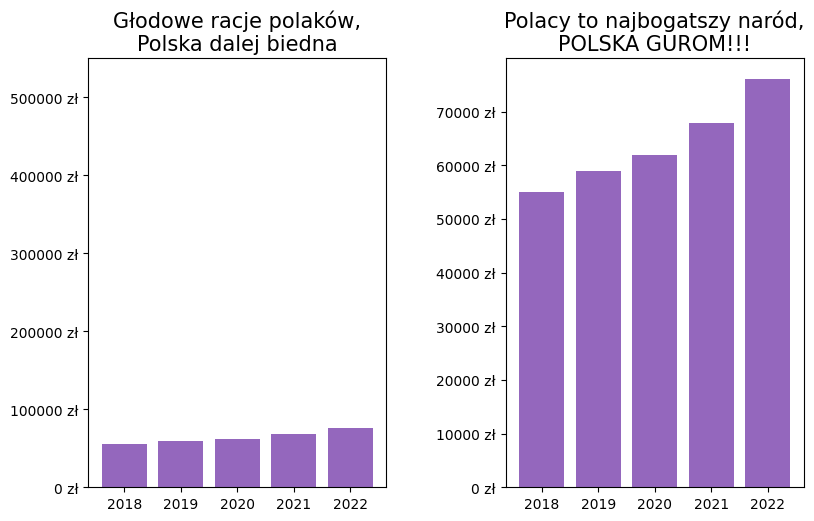 Głodowe racje polaków,
Polska dalej biedna
500000 zł
400000 zł
300000 zł
200000 zł
100000 zł
0 zł
2018 2019 2020 2021 2022
Polacy to najbogatszy naród,
POLSKA GUROM!!!
70000 zł
60000 zł
50000 zł
40000 zł
30000 zł
20000 zł
10000 zł
0 zł
2018 2019 2020 2021 2022